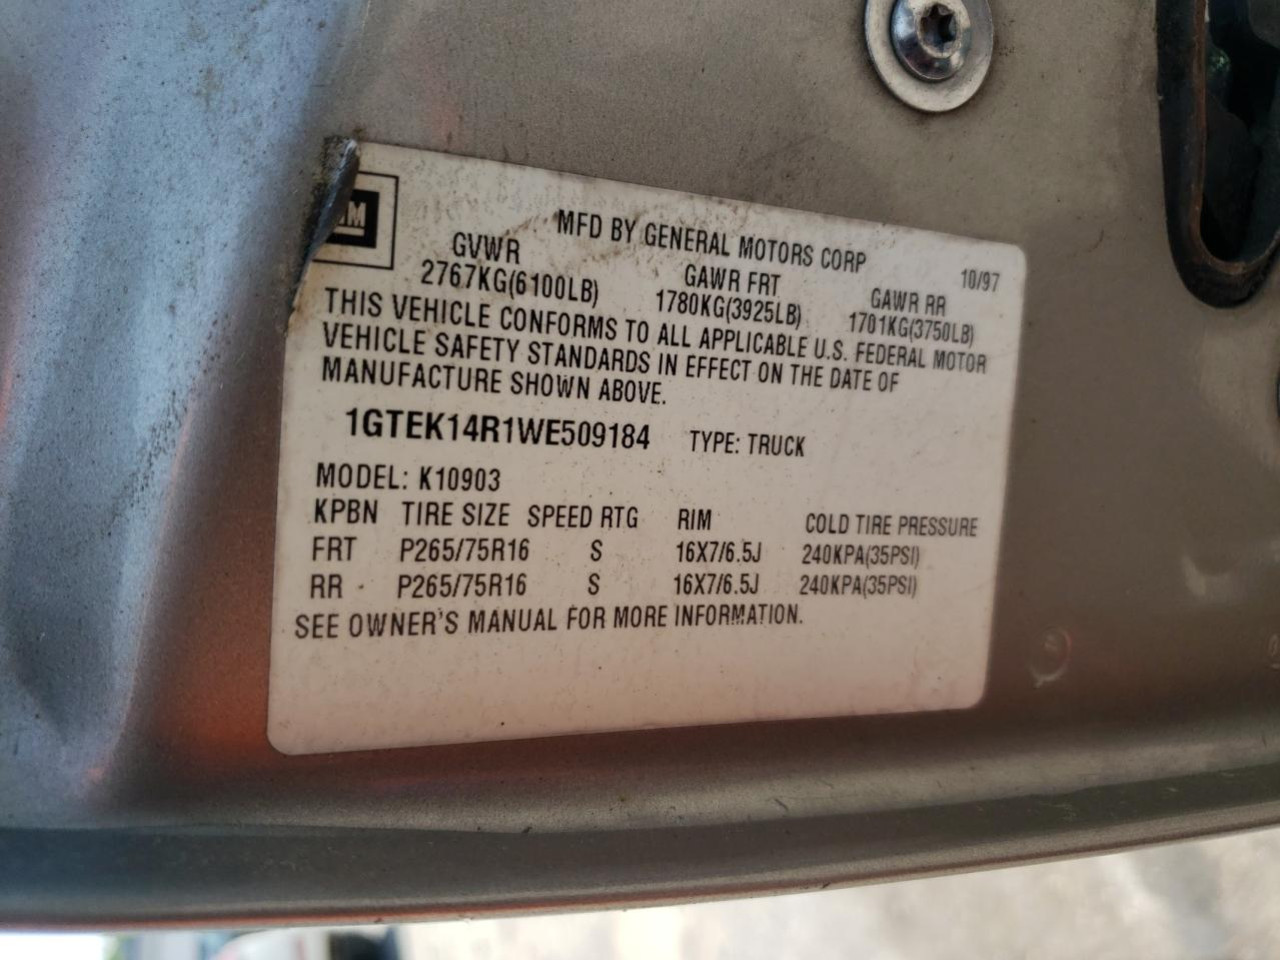 GM
MFD BY GENERAL MOTORS CORP 10/97
GVWR GAWR FRT GAWR RR
2767KG(6100LB) 1780KG(3925LB) 1701KG(3750LB)
THIS VEHICLE CONFORMS TO ALL APPLICABLE U.S. FEDERAL MOTOR
VEHICLE SAFETY STANDARDS IN EFFECT ON THE DATE OF
MANUFACTURE SHOWN ABOVE.
1GTEK14R1WE509184 TYPE: TRUCK
MODEL: K10903
KPBN TIRE SIZE SPEED RTG RIM COLD TIRE PRESSURE
FRT P265/75R16 S 16X7/6.5J 240KPA(35PSI)
RR P265/75R16 S 16X7/6.5J 240KPA(35PSI)
SEE OWNER'S MANUAL FOR MORE INFORMATION.